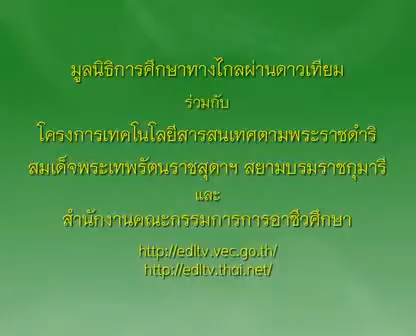 มูลนิธิการศึกษาทางไกลผ่านดาวเทียม
ร่วมกับ
โครงการเทคโนโลยีสารสนเทศตามพระราชดำริ
สมเด็จพระเทพรัตนราชสุดาฯ สยามบรมราชกุมารี
และ
สำนักงานคณะกรรมการการอาชีวศึกษา
http://edltv.vec.go.th/
http://edltv.thai.net/